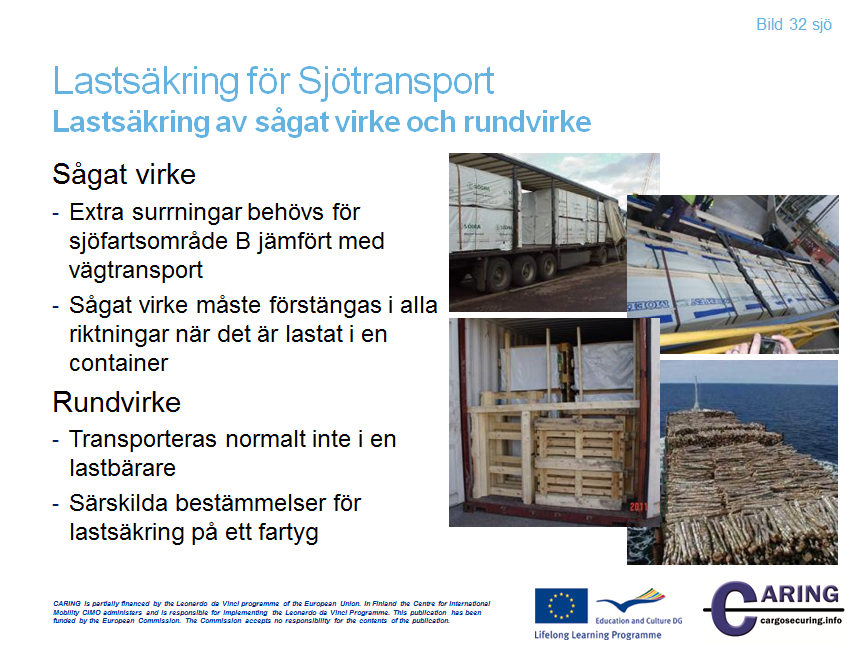 Bild 32 sjö
Lastsäkring för Sjötransport
Lastsäkring av sågat virke och rundvirke
Sågat virke
- Extra surrningar behövs för
sjöfartsområde B jämfört med
vägtransport
- Sågat virke måste förstängas i alla
riktningar när det är lastat i en
container
Rundvirke
- Transporteras normalt inte i en
lastbärare
- Särskilda bestämmelser för
lastsäkring på ett fartyg
SÖDRA
MOELVEN
2011
CARING is partially financed by the Leonardo da Vinci programme of the European Union. In Finland the Centre for International
Mobility CIMO administers and is responsible for implementing the Leonardo da Vinci Programme. This publication has been
funded by the European Commission. The Commission accepts no responsibility for the contents of the publication.
Education and Culture DG
Lifelong Learning Programme
CARING
cargosecuring.info